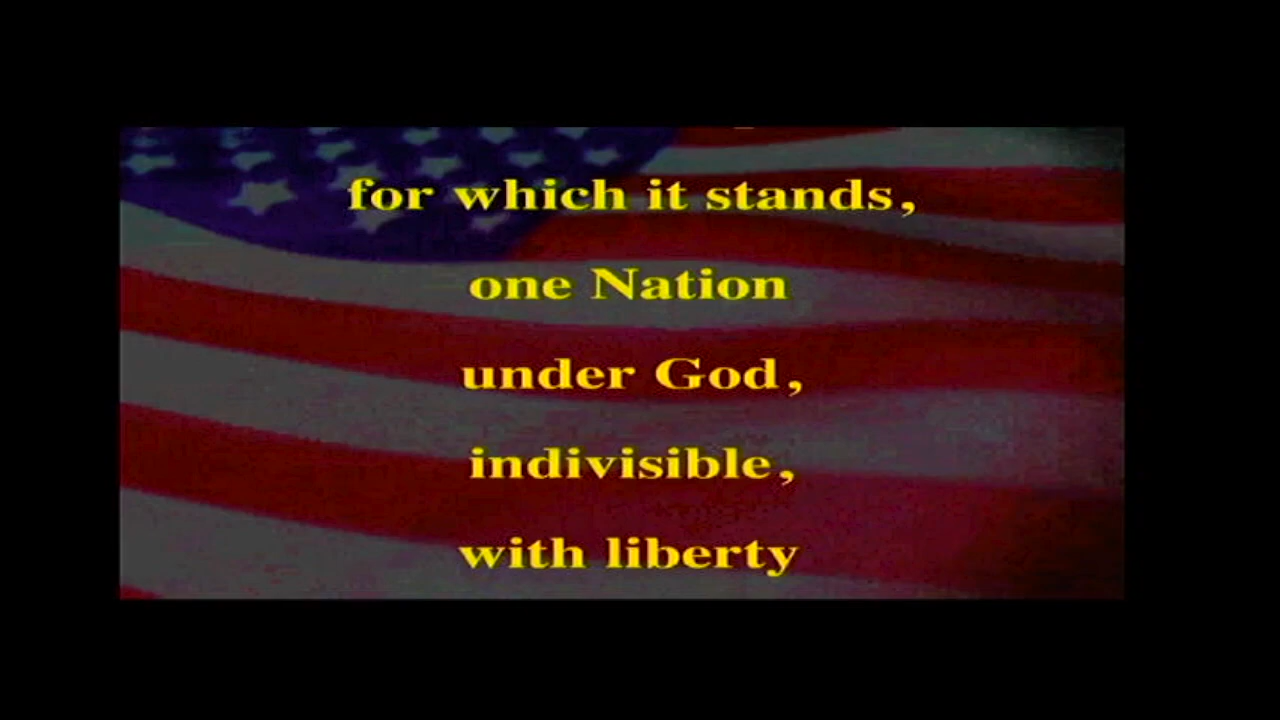 for which it stands,
one Nation
under God,
indivisible,
with liberty